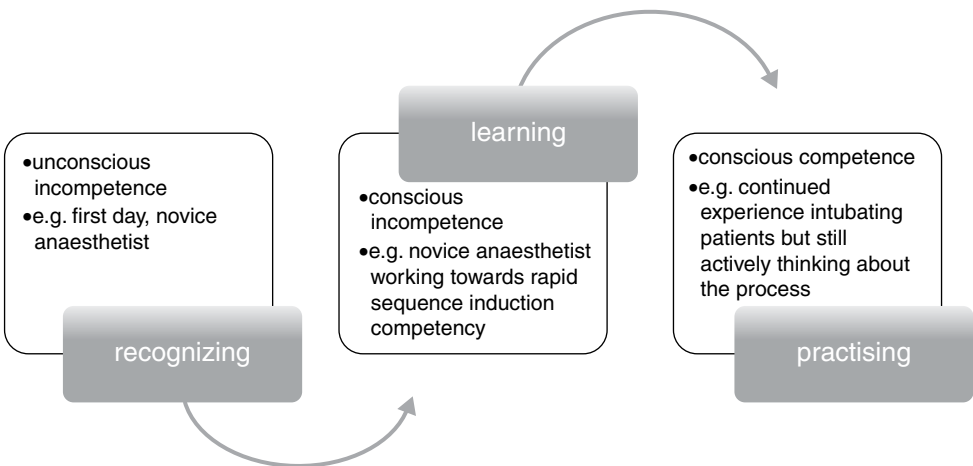 •unconscious
incompetence
•e.g. first day, novice
anaesthetist
recognizing
learning
•conscious
incompetence
•e.g. novice anaesthetist
working towards rapid
sequence induction
competency
•conscious competence
•e.g. continued
experience intubating
patients but still
actively thinking about
the process
practising